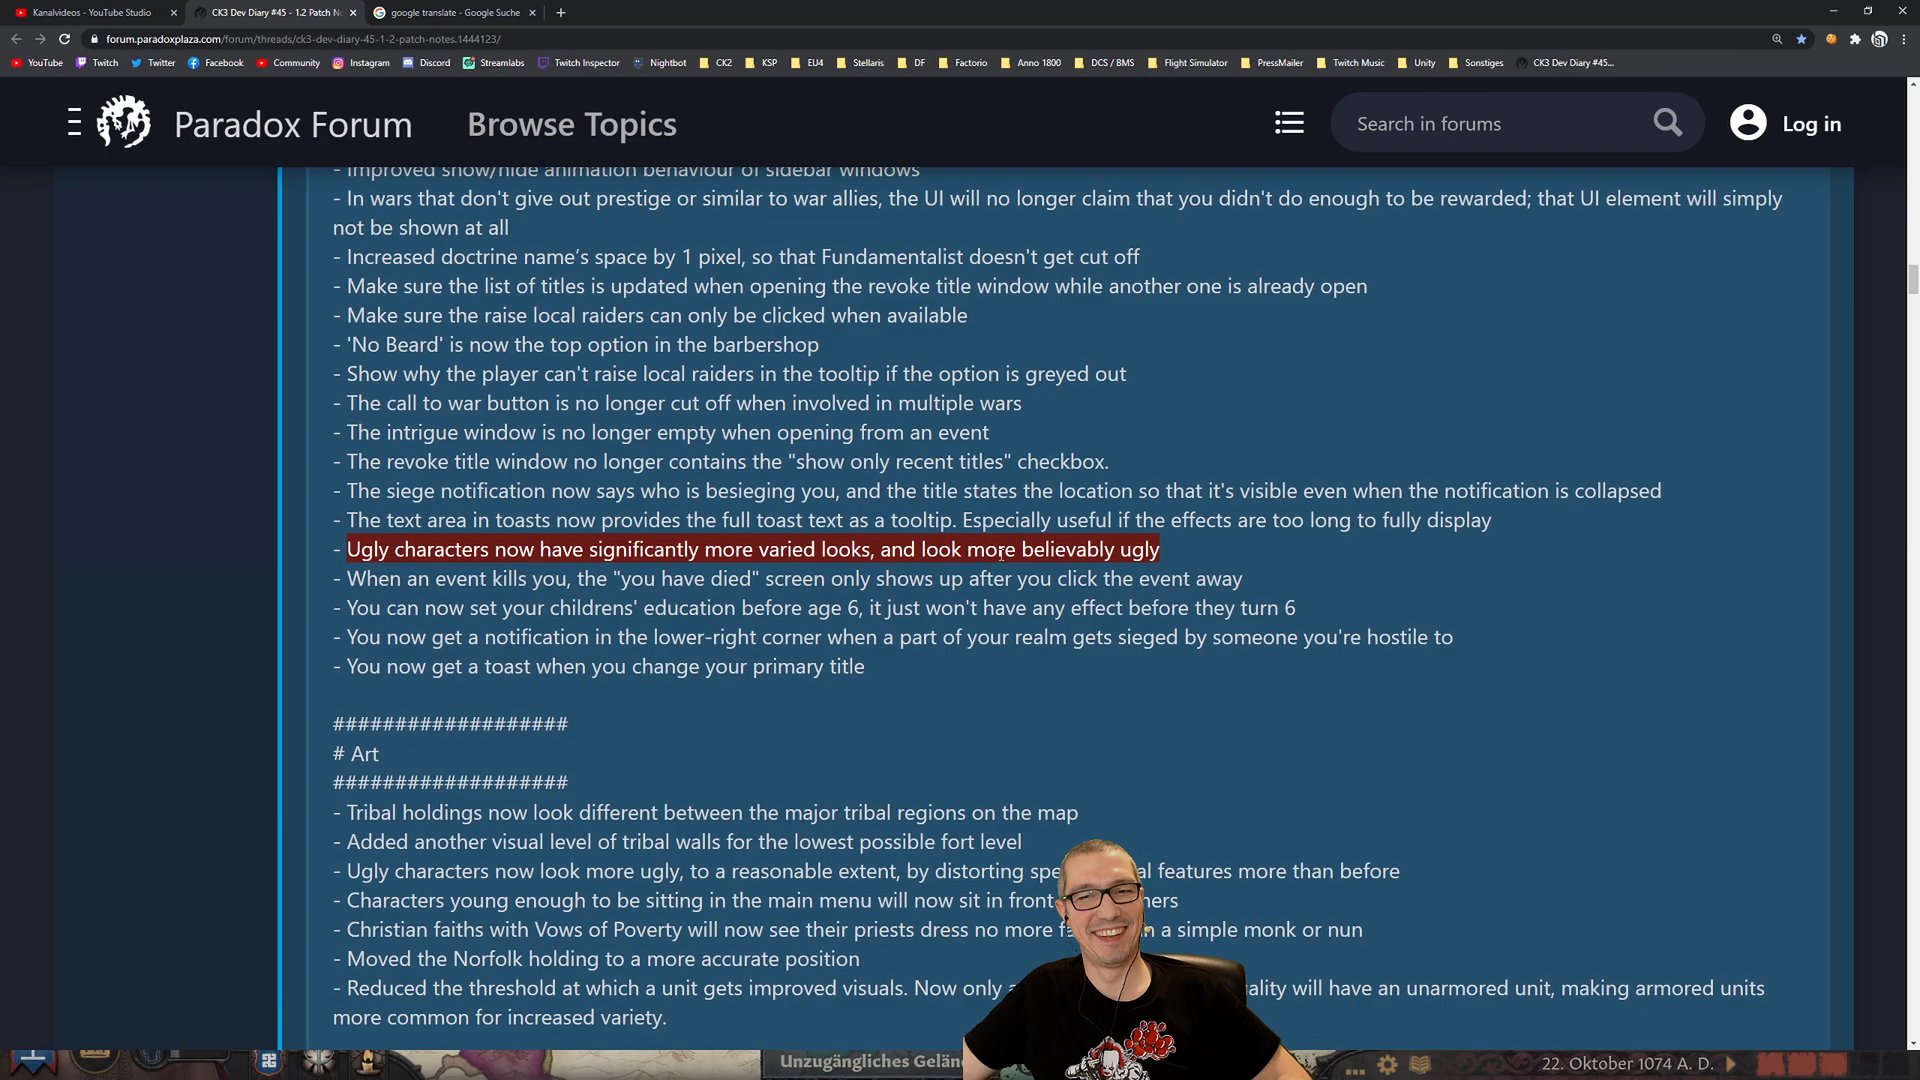 Kanalvideos - YouTube Studio
CK3 Dev Diary #45 - 1.2 Patch N
google translate - Google Suche
forum.paradoxplaza.com/forum/threads/ck3-dev-diary-45-1-2-patch-notes.1444123/
YouTube Twitch Twitter Facebook Community Instagram Discord Streamlabs Twitch Inspector Nightbot CK2 KSP EU4 Stellaris DF Factorio Anno 1800 DCS / BMS Flight Simulator PressMailer Twitch Music Unity Sonstiges CK3 Dev Diary #45...
Paradox Forum Browse Topics Search in forums Log in
- Improved show/hide animation behaviour of sidebar windows
- In wars that don't give out prestige or similar to war allies, the UI will no longer claim that you didn't do enough to be rewarded; that UI element will simply
not be shown at all
- Increased doctrine name’s space by 1 pixel, so that Fundamentalist doesn't get cut off
- Make sure the list of titles is updated when opening the revoke title window while another one is already open
- Make sure the raise local raiders can only be clicked when available
- 'No Beard' is now the top option in the barbershop
- Show why the player can't raise local raiders in the tooltip if the option is greyed out
- The call to war button is no longer cut off when involved in multiple wars
- The intrigue window is no longer empty when opening from an event
- The revoke title window no longer contains the "show only recent titles" checkbox.
- The siege notification now says who is besieging you, and the title states the location so that it's visible even when the notification is collapsed
- The text area in toasts now provides the full toast text as a tooltip. Especially useful if the effects are too long to fully display
- Ugly characters now have significantly more varied looks, and look more believably ugly
- When an event kills you, the "you have died" screen only shows up after you click the event away
- You can now set your childrens' education before age 6, it just won't have any effect before they turn 6
- You now get a notification in the lower-right corner when a part of your realm gets sieged by someone you're hostile to
- You now get a toast when you change your primary title
###################
# Art
###################
- Tribal holdings now look different between the major tribal regions on the map
- Added another visual level of tribal walls for the lowest possible fort level
- Ugly characters now look more ugly, to a reasonable extent, by distorting features more than before
- Characters young enough to be sitting in the main menu will now sit in front
- Christian faiths with Vows of Poverty will now see their priests dress no more a simple monk or nun
- Moved the Norfolk holding to a more accurate position
- Reduced the threshold at which a unit gets improved visuals. Now only will have an unarmored unit, making armored units
more common for increased variety.
Unzugängliches 22. Oktober 1074 A. D.